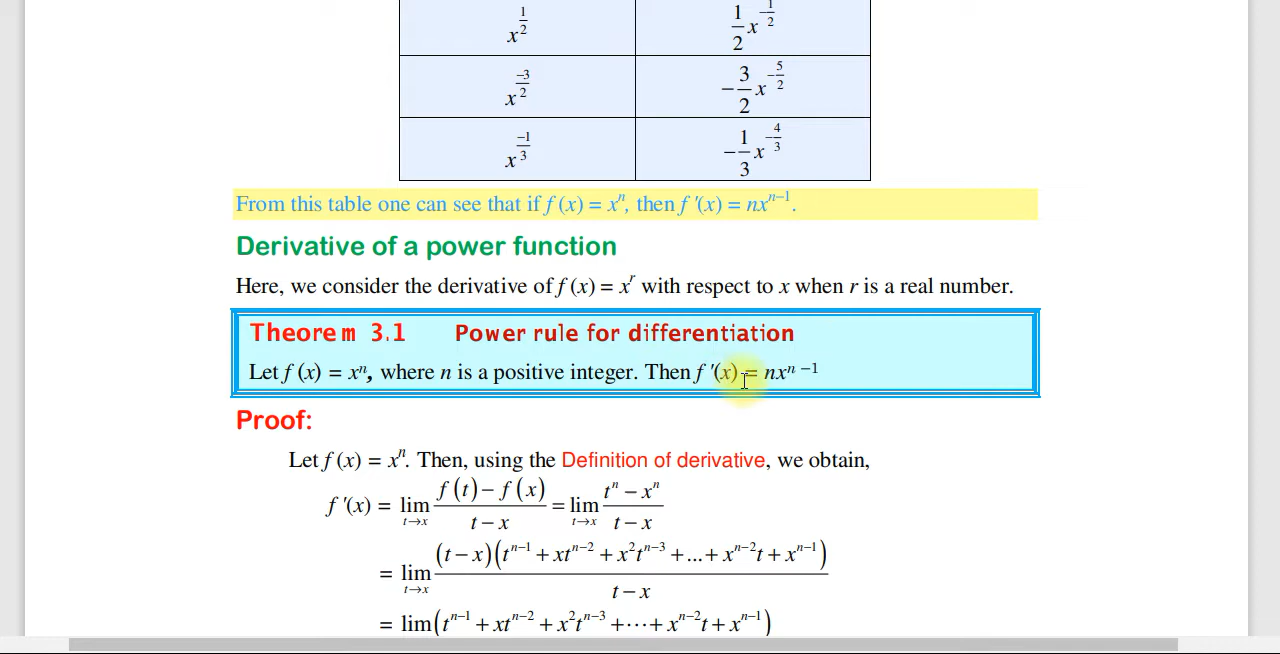 x^{1/2} 1/2 x^{-1/2}
x^{-3/2} -3/2 x^{-5/2}
x^{-1/3} -1/3 x^{-4/3}
From this table one can see that if f (x) = x^n, then f '(x) = nx^{n-1}.
Derivative of a power function
Here, we consider the derivative of f (x) = x^r with respect to x when r is a real number.
Theorem 3.1 Power rule for differentiation
Let f (x) = x^n, where n is a positive integer. Then f '(x) = nx^{n-1}
Proof:
Let f (x) = x^n. Then, using the Definition of derivative, we obtain,
f '(x) = lim_{t→x} (f(t) − f(x))/(t − x) = lim_{t→x} (t^n − x^n)/(t − x)
= lim_{t→x} (t − x)(t^{n-1} + xt^{n-2} + x^2t^{n-3} + ... + x^{n-2}t + x^{n-1})/(t − x)
= lim(t^{n-1} + xt^{n-2} + x^2t^{n-3} + ··· + x^{n-2}t + x^{n-1})